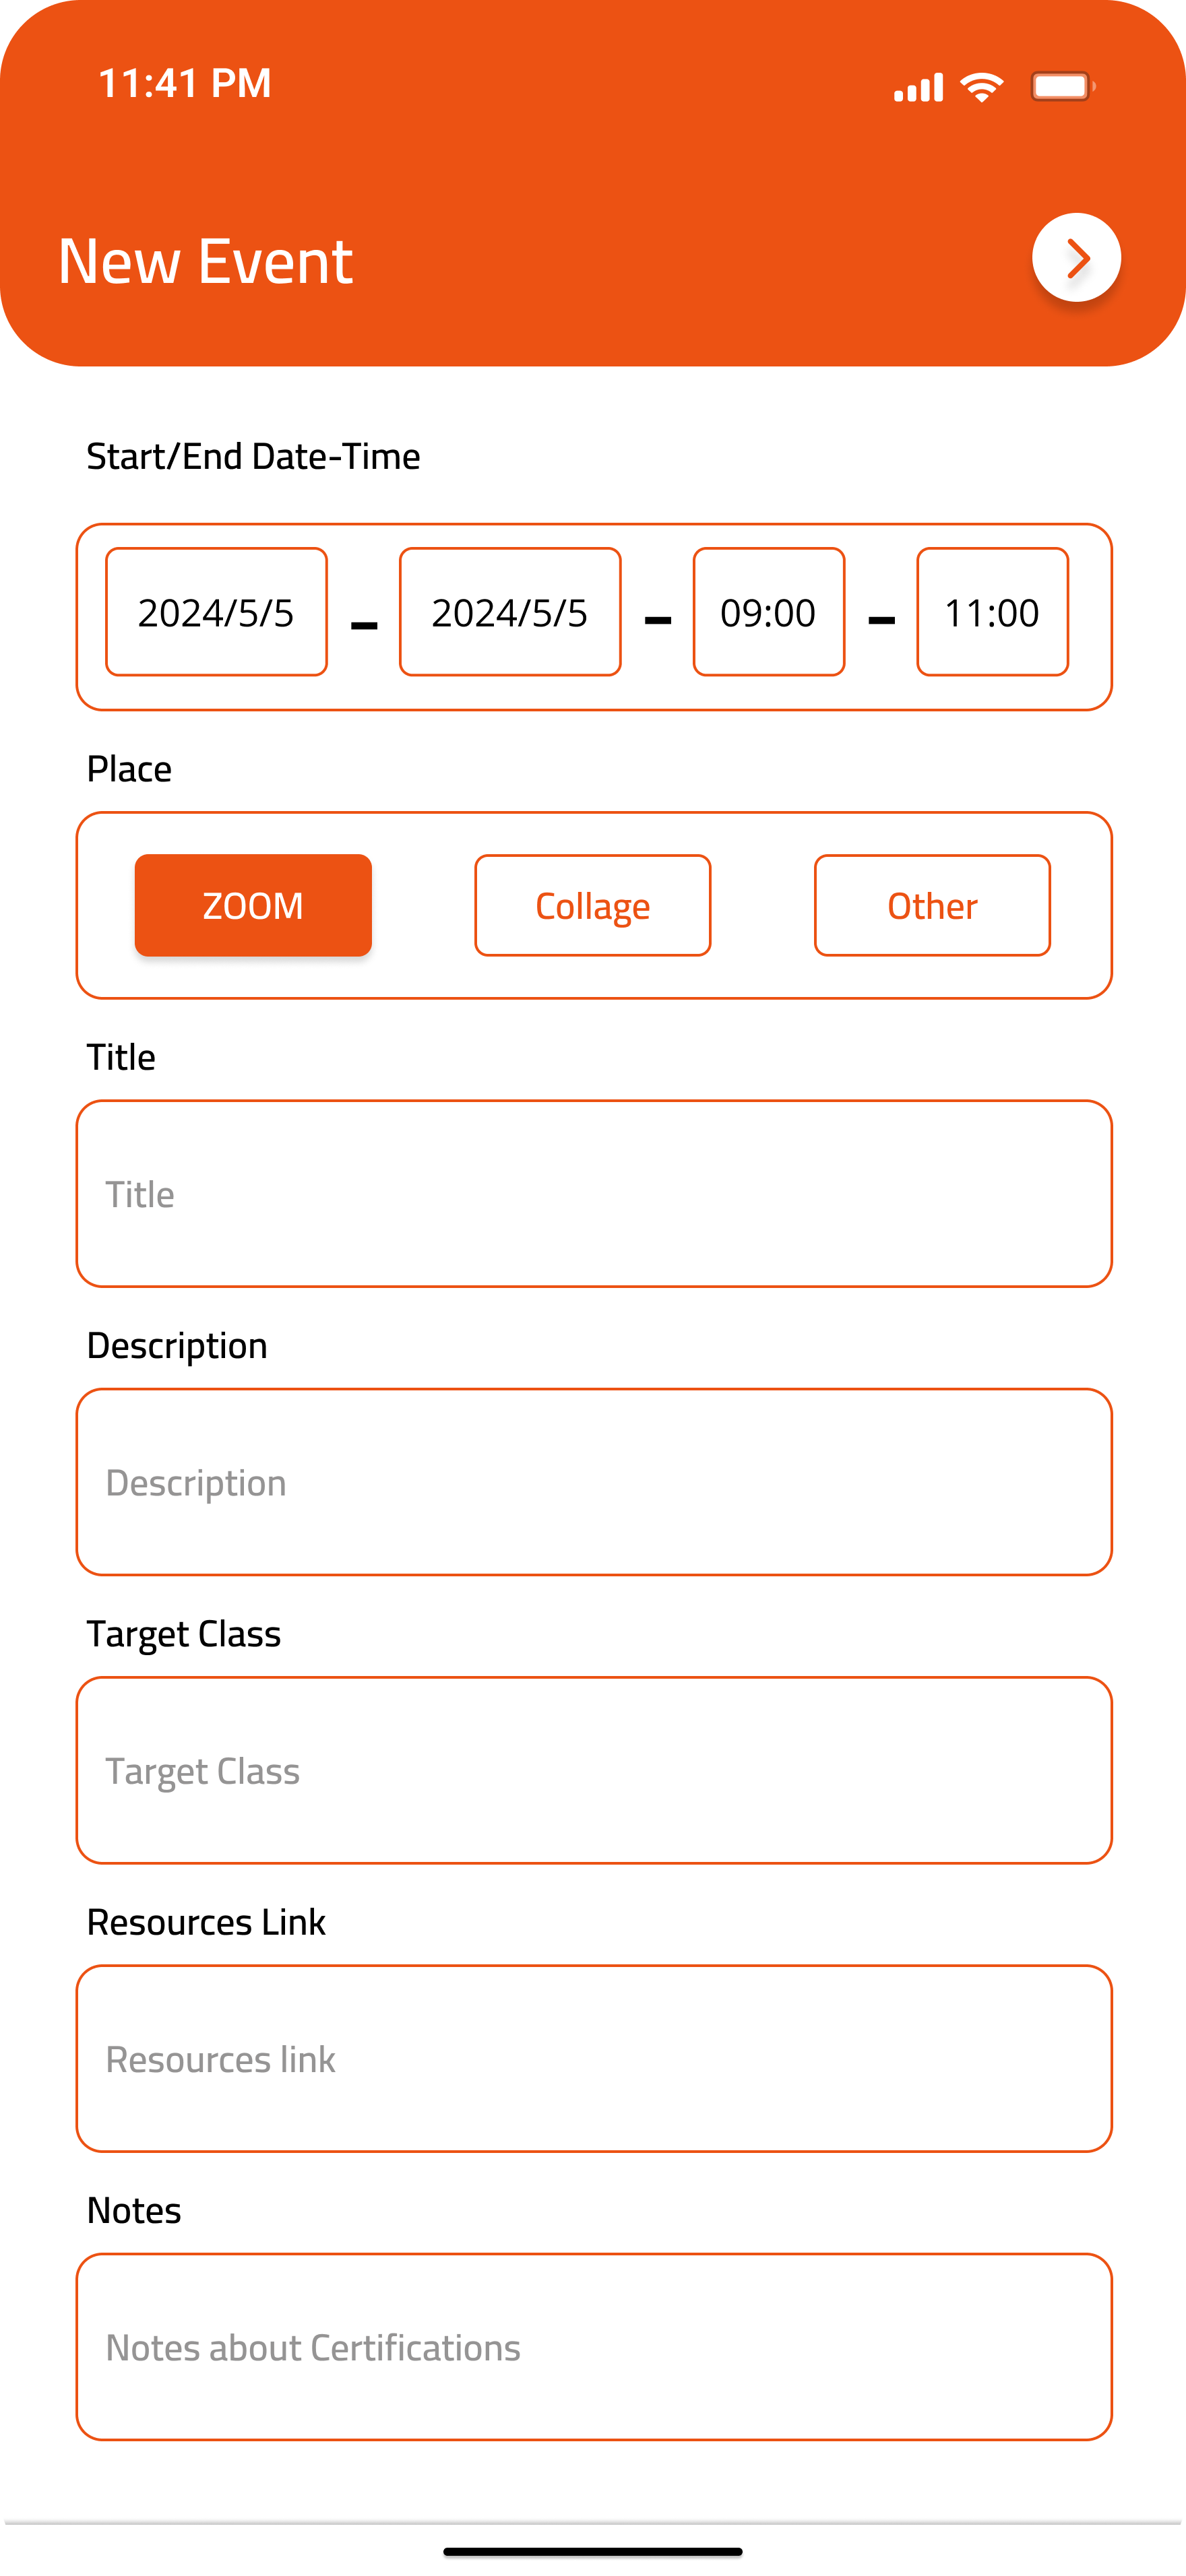 11:41 PM
New Event
Start/End Date-Time
2024/5/5 - 2024/5/5 - 09:00 - 11:00
Place
ZOOM Collage Other
Title
Title
Description
Description
Target Class
Target Class
Resources Link
Resources link
Notes
Notes about Certifications